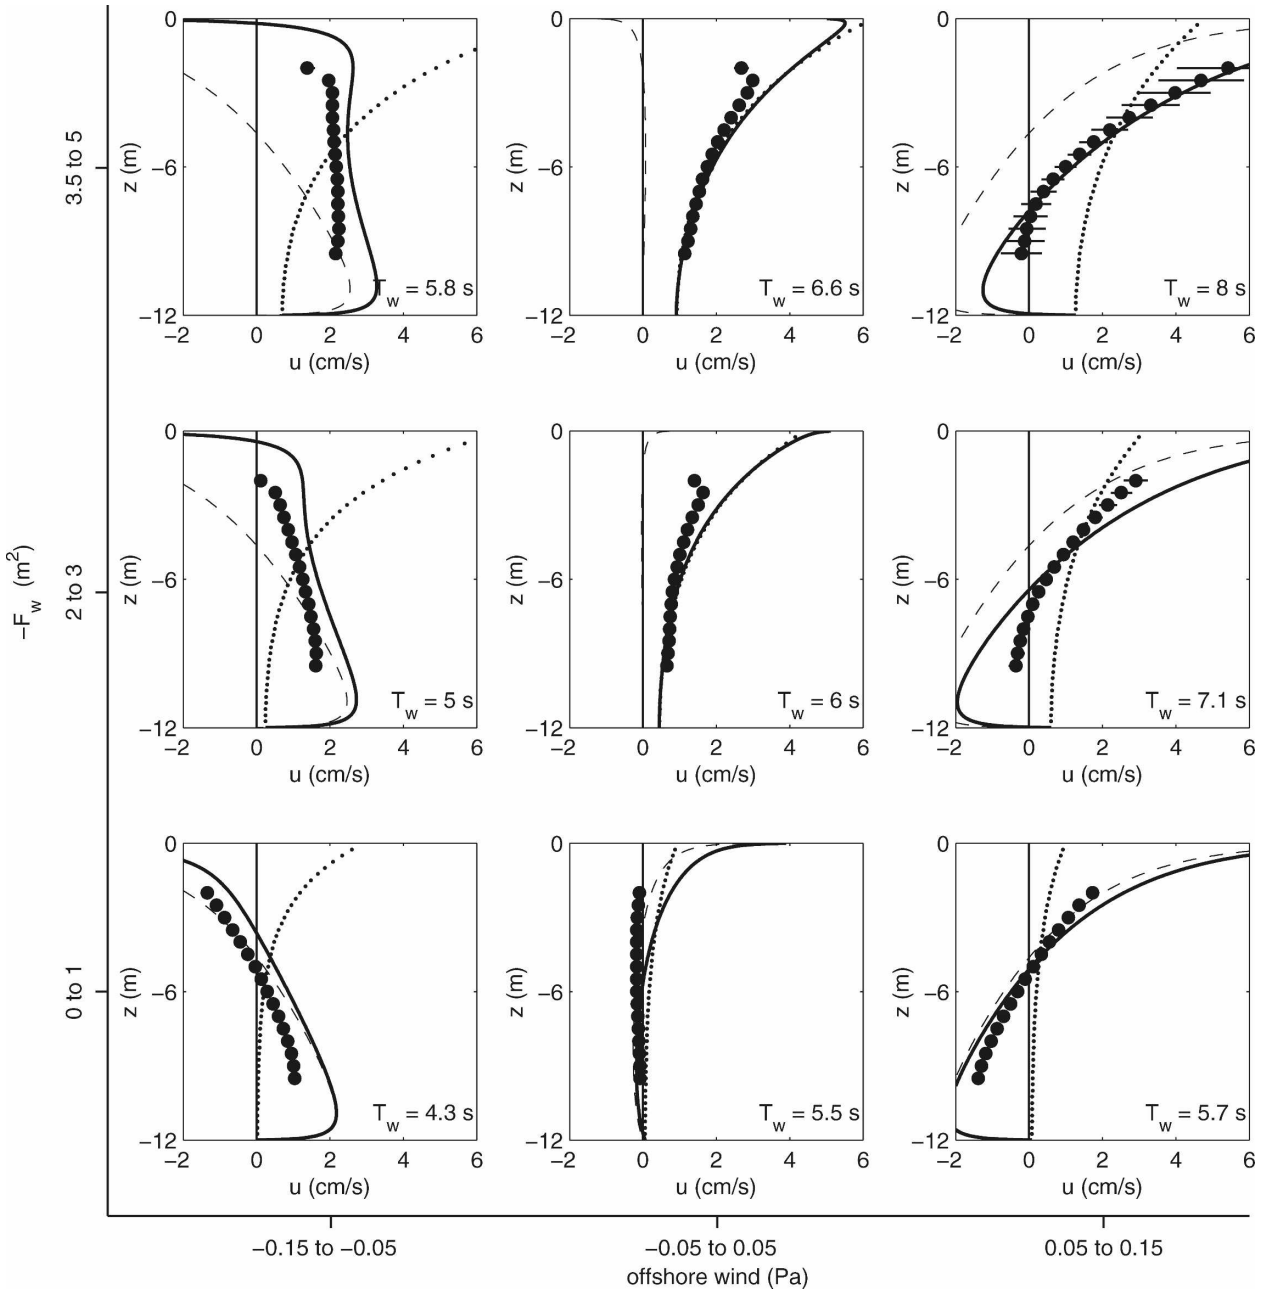 0
−6
−12
z (m)
T_w = 5.8 s
−2 0 2 4 6
u (cm/s)
0
−6
−12
z (m)
T_w = 6.6 s
−2 0 2 4 6
u (cm/s)
0
−6
−12
z (m)
T_w = 8 s
−2 0 2 4 6
u (cm/s)
3.5 to 5
0
−6
−12
z (m)
T_w = 5 s
−2 0 2 4 6
u (cm/s)
0
−6
−12
z (m)
T_w = 6 s
−2 0 2 4 6
u (cm/s)
0
−6
−12
z (m)
T_w = 7.1 s
−2 0 2 4 6
u (cm/s)
2 to 3
−F_w (m²)
0
−6
−12
z (m)
T_w = 4.3 s
−2 0 2 4 6
u (cm/s)
0
−6
−12
z (m)
T_w = 5.5 s
−2 0 2 4 6
u (cm/s)
0
−6
−12
z (m)
T_w = 5.7 s
−2 0 2 4 6
u (cm/s)
0 to 1
−0.15 to −0.05
−0.05 to 0.05
0.05 to 0.15
offshore wind (Pa)